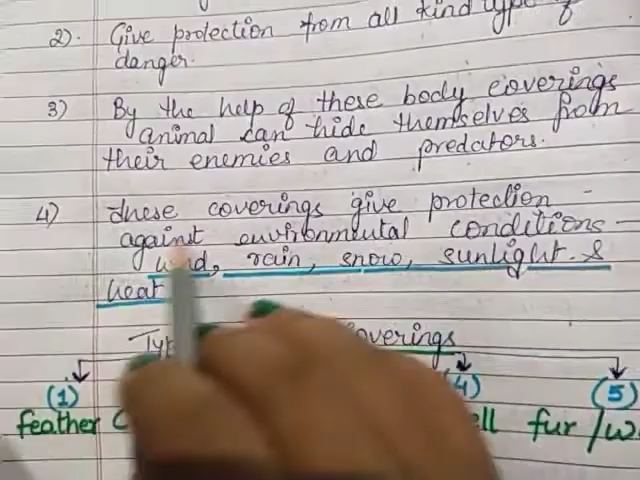 2). Give protection from all kind type of
danger.
3) By the help of these body coverings
animal can hide themselves from
their enemies and predators.
4) These coverings give protection -
against environmental conditions -
wind, rain, snow, sunlight &
heat
coverings
(1) (4) (5)
feather fur /